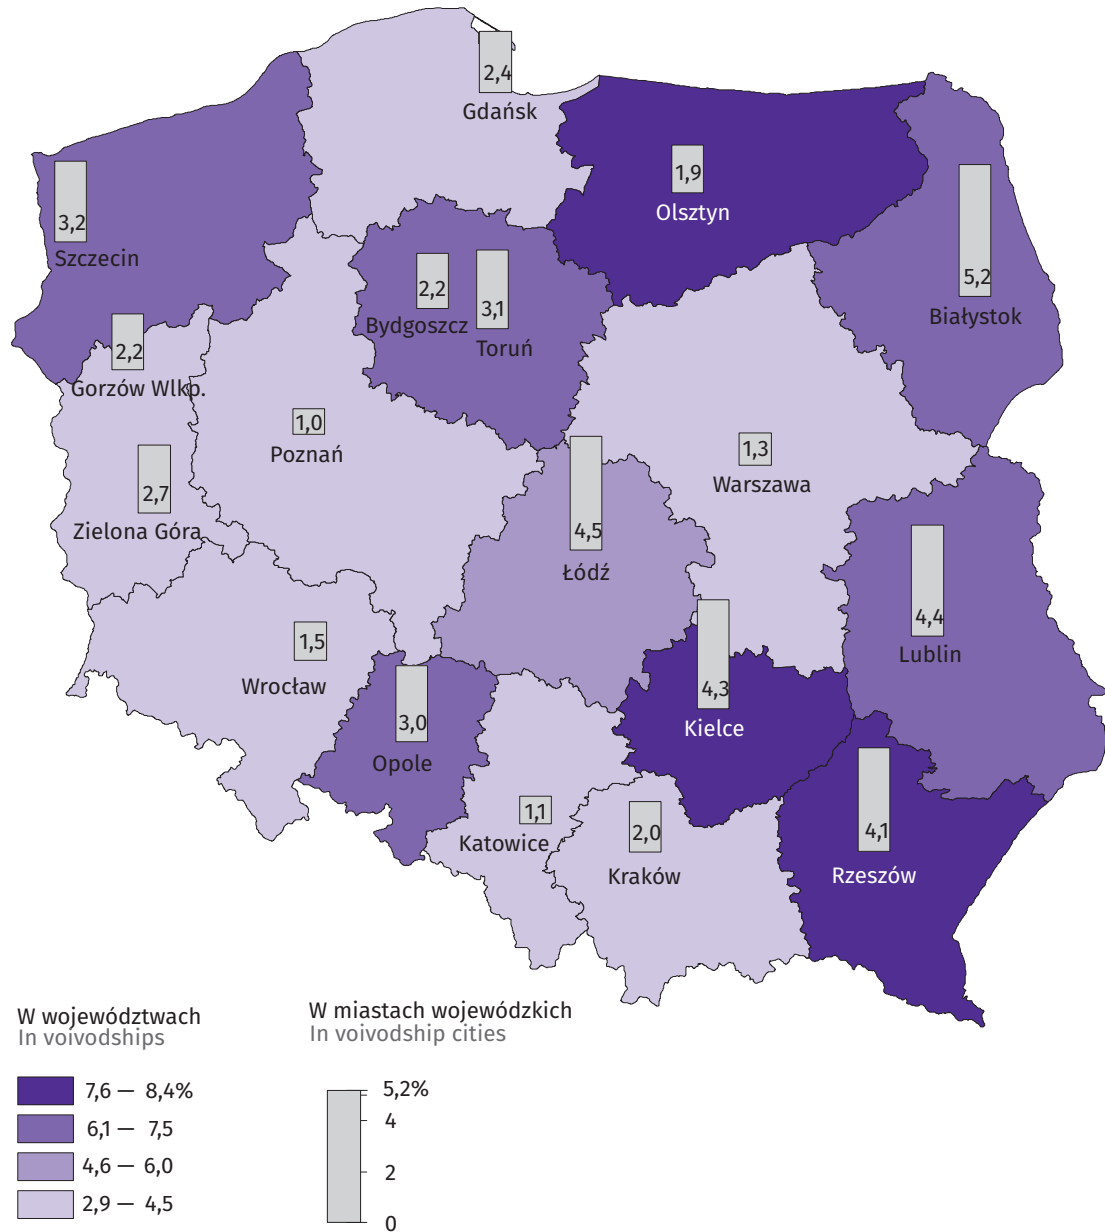 2,4
Gdańsk
1,9
Olsztyn
3,2
Szczecin
5,2
Białystok
2,2
Bydgoszcz
3,1
Toruń
2,2
Gorzów Wlkp.
1,0
Poznań
1,3
Warszawa
2,7
Zielona Góra
4,5
Łódź
4,4
Lublin
1,5
Wrocław
4,3
Kielce
3,0
Opole
1,1
Katowice
2,0
Kraków
4,1
Rzeszów
W województwach
In voivodships
7,6 — 8,4%
6,1 — 7,5
4,6 — 6,0
2,9 — 4,5
W miastach wojewódzkich
In voivodship cities
5,2%
4
2
0